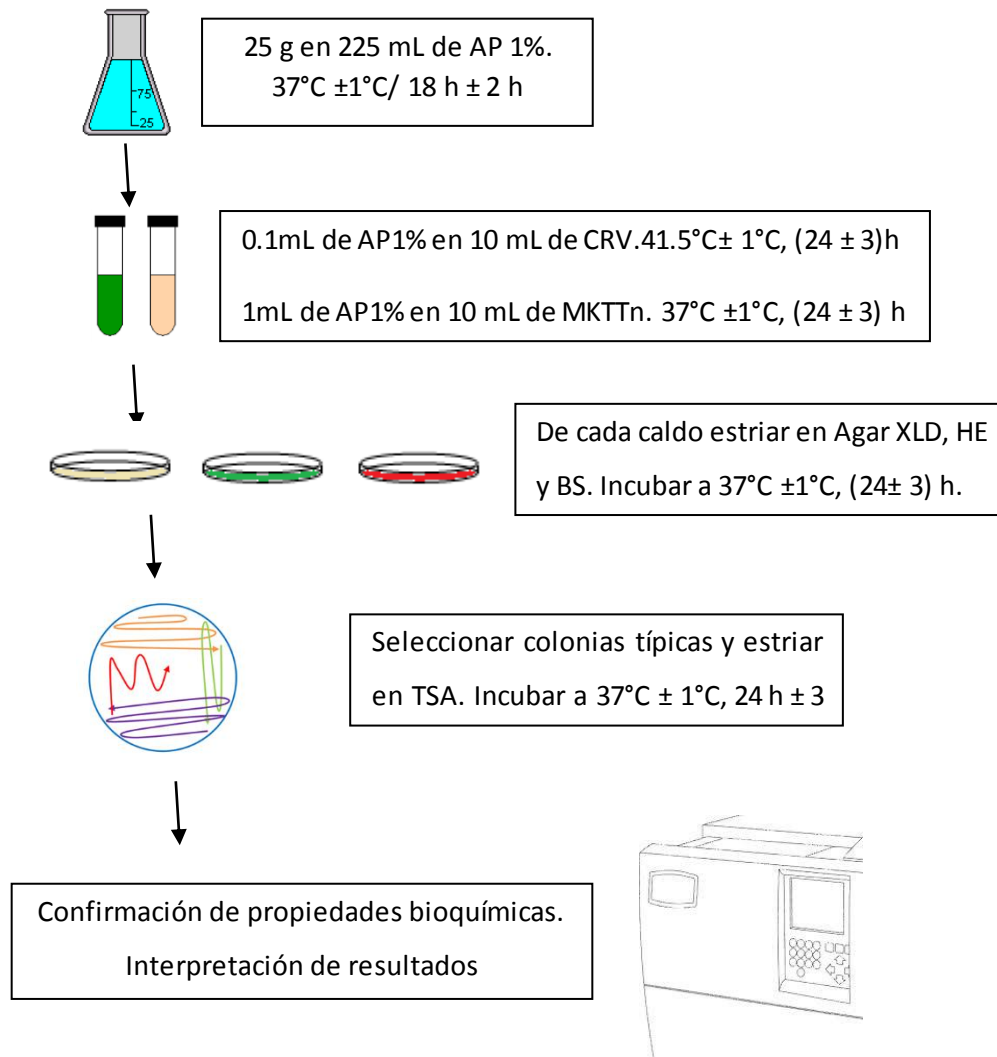 75
25
25 g en 225 mL de AP 1%.
37°C ±1°C/ 18 h ± 2 h
0.1mL de AP1% en 10 mL de CRV.41.5°C± 1°C, (24 ± 3)h
1mL de AP1% en 10 mL de MKTTn. 37°C ±1°C, (24 ± 3) h
De cada caldo estriar en Agar XLD, HE
y BS. Incubar a 37°C ±1°C, (24± 3) h.
Seleccionar colonias típicas y estriar
en TSA. Incubar a 37°C ± 1°C, 24 h ± 3
Confirmación de propiedades bioquímicas.
Interpretación de resultados